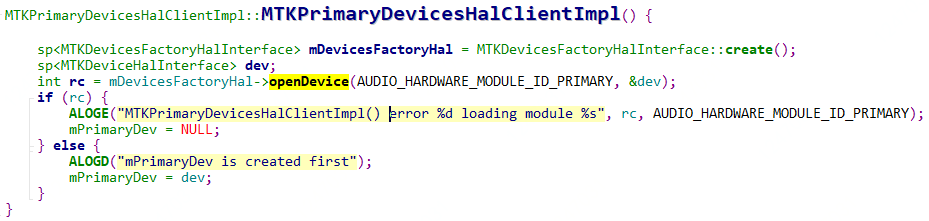 MTKPrimaryDevicesHalClientImpl::MTKPrimaryDevicesHalClientImpl() {
sp<MTKDevicesFactoryHalInterface> mDevicesFactoryHal = MTKDevicesFactoryHalInterface::create();
sp<MTKDeviceHalInterface> dev;
int rc = mDevicesFactoryHal->openDevice(AUDIO_HARDWARE_MODULE_ID_PRIMARY, &dev);
if (rc) {
ALOGE("MTKPrimaryDevicesHalClientImpl() error %d loading module %s", rc, AUDIO_HARDWARE_MODULE_ID_PRIMARY);
mPrimaryDev = NULL;
} else {
ALOGD("mPrimaryDev is created first");
mPrimaryDev = dev;
}
}